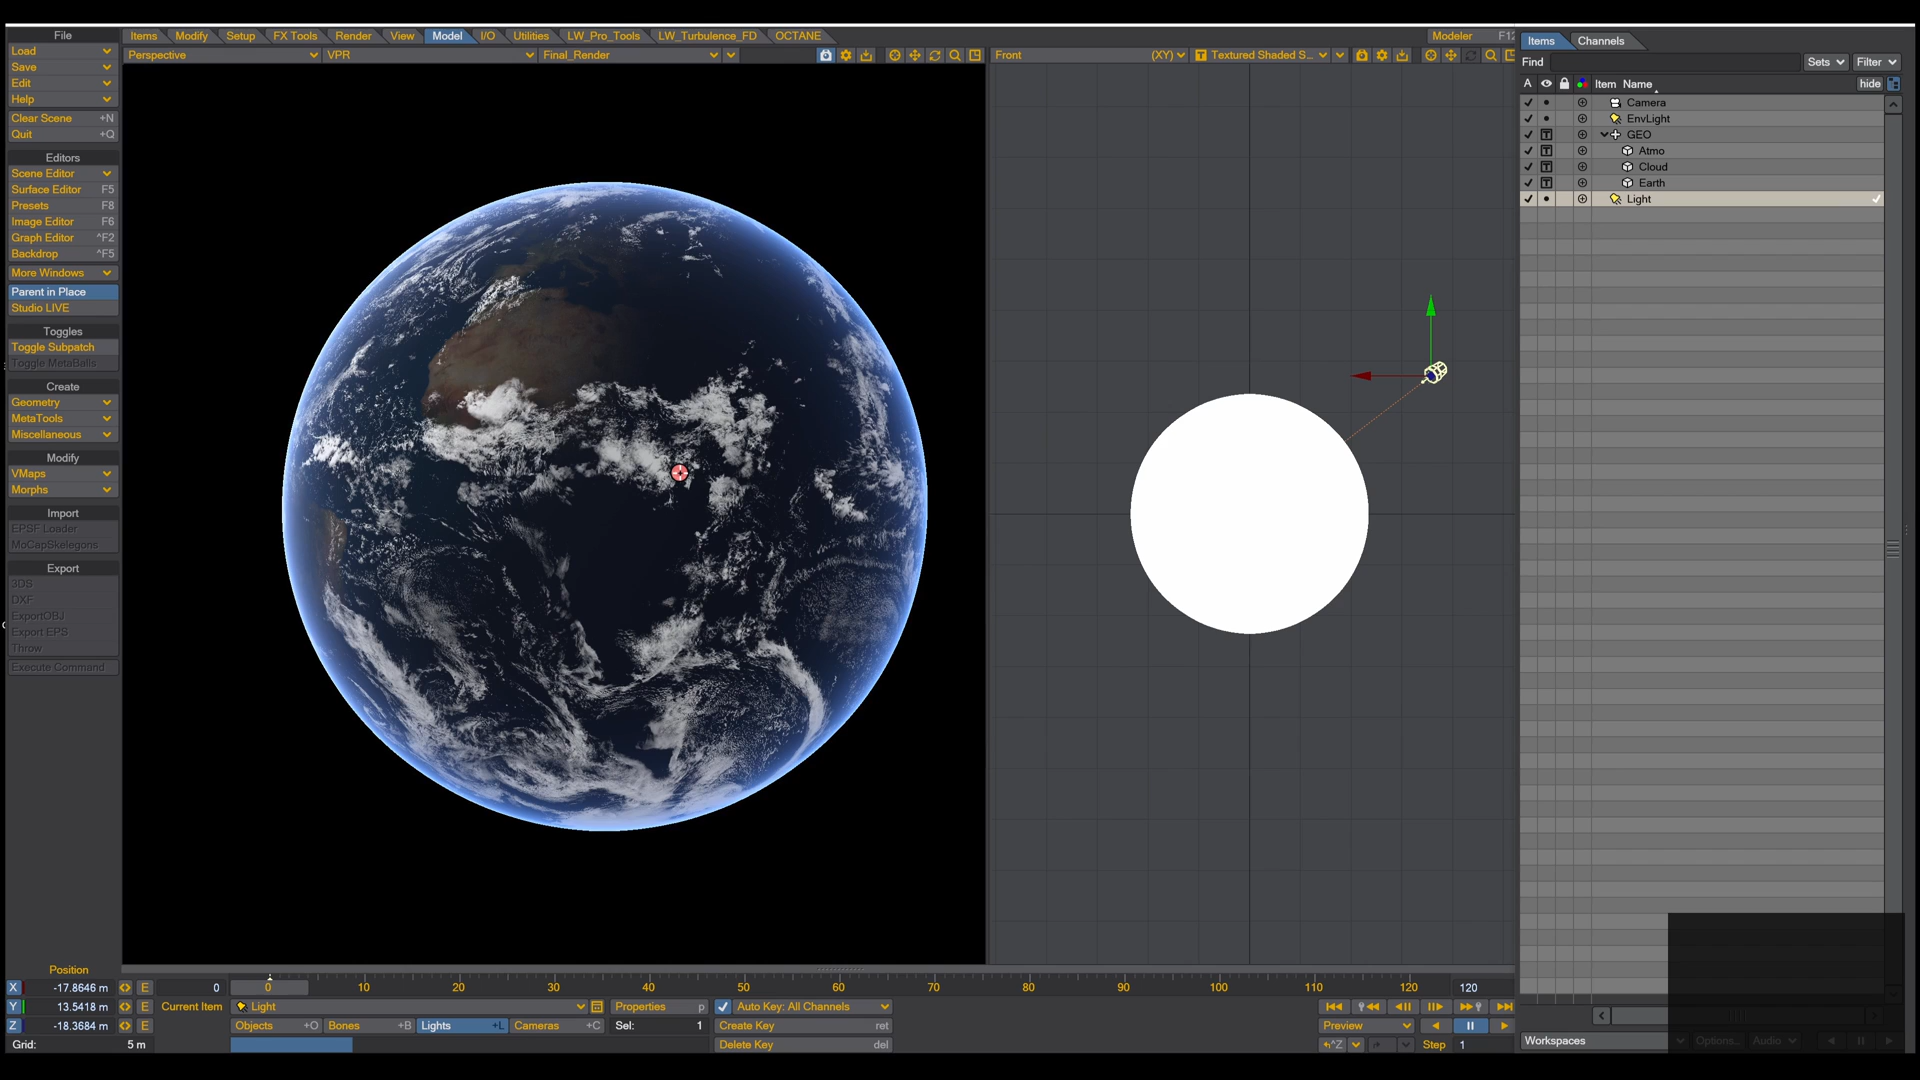 File
Load
Save
Edit
Help
Clear Scene +N
Quit +Q
Editors
Scene Editor
Surface Editor F5
Presets F8
Image Editor F6
Graph Editor ^F2
Backdrop ^F5
More Windows
Parent in Place
Studio LIVE
Toggles
Toggle Subpatch
Toggle MetaBalls
Create
Geometry
MetaTools
Miscellaneous
Modify
VMaps
Morphs
Import
EPSF Loader
MoCapSkelegons
Export
3DS
DXF
ExportOBJ
Export EPS
Throw
Execute Command
Items Modify Setup FX Tools Render View Model I/O Utilities LW_Pro_Tools LW_Turbulence_FD OCTANE Modeler F12
Perspective VPR Final_Render
Front (XY) T Textured Shaded S...
Items Channels
Find Sets Filter
A Item Name hide
Camera
EnvLight
T GEO
T Atmo
T Cloud
T Earth
Light
Position
X -17.8646 m E 0
Y 13.5418 m E
Z -18.3684 m E
Grid: 5 m
0 10 20 30 40 50 60 70 80 90 100 110 120 120
Current Item Light Properties p Auto Key: All Channels
Objects +O Bones +B Lights +L Cameras +C Sel: 1 Create Key ret
Delete Key del
Preview
^Z Step 1
Workspaces Options... Audio